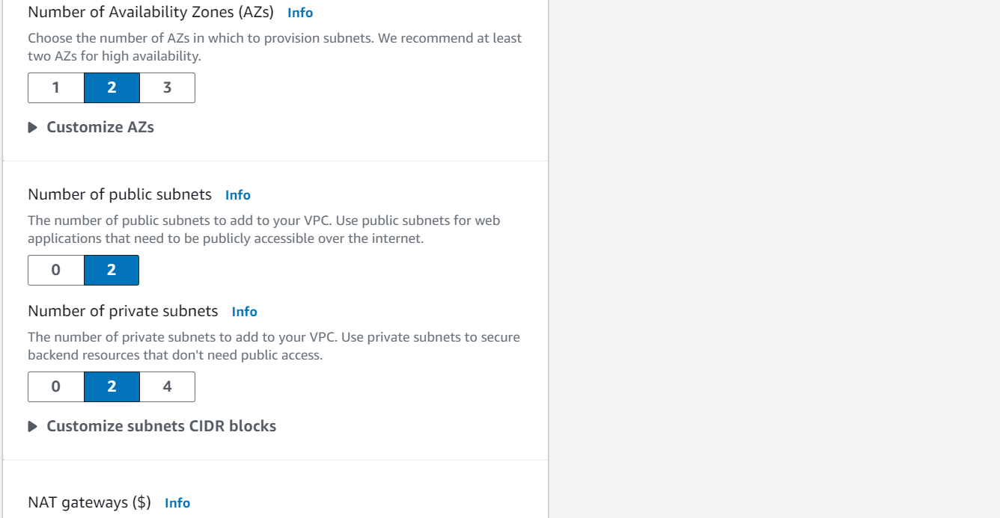 Number of Availability Zones (AZs) Info
Choose the number of AZs in which to provision subnets. We recommend at least
two AZs for high availability.
1 2 3
Customize AZs
Number of public subnets Info
The number of public subnets to add to your VPC. Use public subnets for web
applications that need to be publicly accessible over the internet.
0 2
Number of private subnets Info
The number of private subnets to add to your VPC. Use private subnets to secure
backend resources that don't need public access.
0 2 4
Customize subnets CIDR blocks
NAT gateways ($) Info